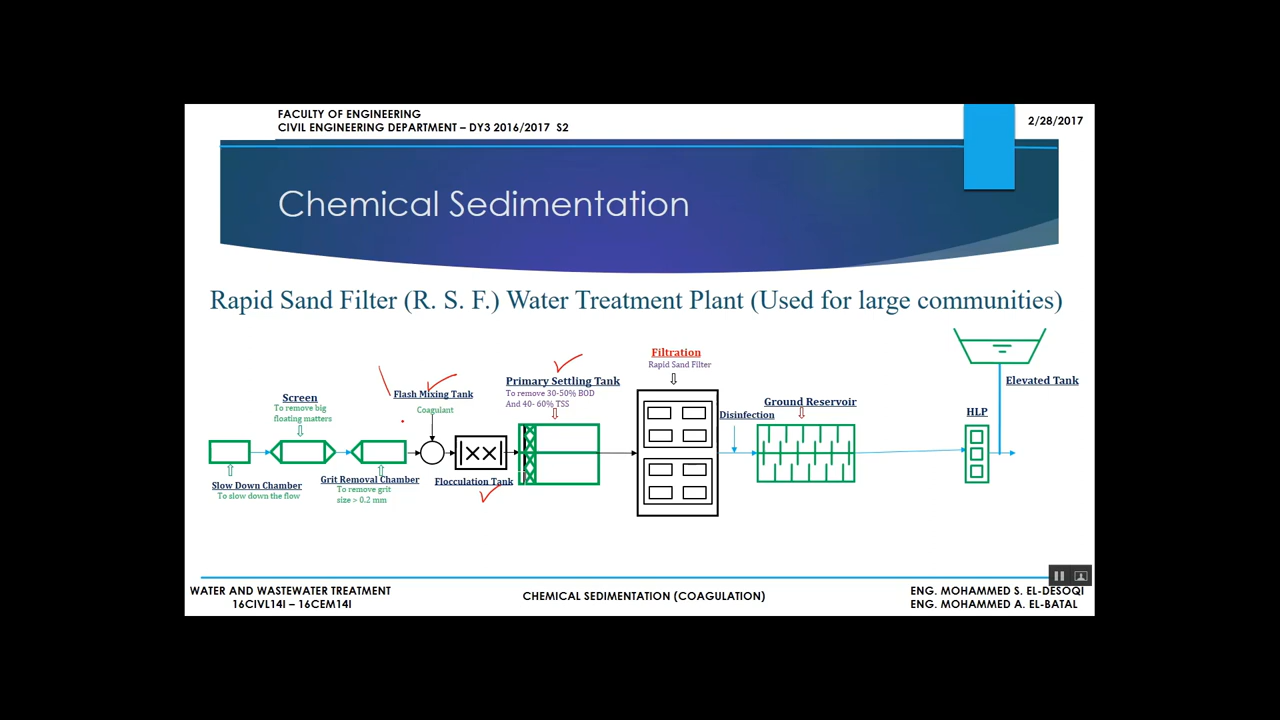 FACULTY OF ENGINEERING
CIVIL ENGINEERING DEPARTMENT – DY3 2016/2017 S2
2/28/2017
Chemical Sedimentation
Rapid Sand Filter (R. S. F.) Water Treatment Plant (Used for large communities)
Filtration
Rapid Sand Filter
Primary Settling Tank
To remove 30-50% BOD
And 40- 60% TSS
Elevated Tank
Flash Mixing Tank
Coagulant
Screen
To remove big
floating matters
Ground Reservoir
Disinfection
HLP
Slow Down Chamber
To slow down the flow
Grit Removal Chamber
To remove grit
size > 0.2 mm
Flocculation Tank
WATER AND WASTEWATER TREATMENT
16CIVL14I – 16CEM14I
CHEMICAL SEDIMENTATION (COAGULATION)
ENG. MOHAMMED S. EL-DESOQI
ENG. MOHAMMED A. EL-BATAL